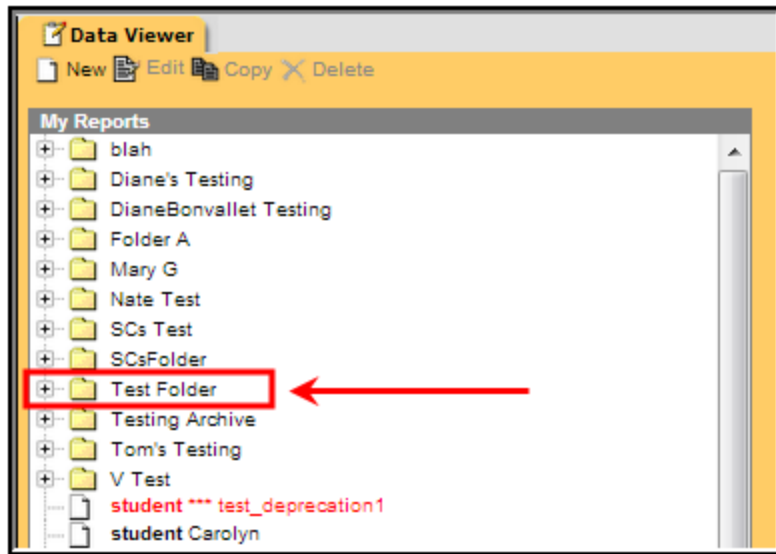 Data Viewer
New Edit Copy Delete
My Reports
blah
Diane's Testing
DianeBonvallet Testing
Folder A
Mary G
Nate Test
SCs Test
SCsFolder
Test Folder
Testing Archive
Tom's Testing
V Test
student *** test_deprecation1
student Carolyn